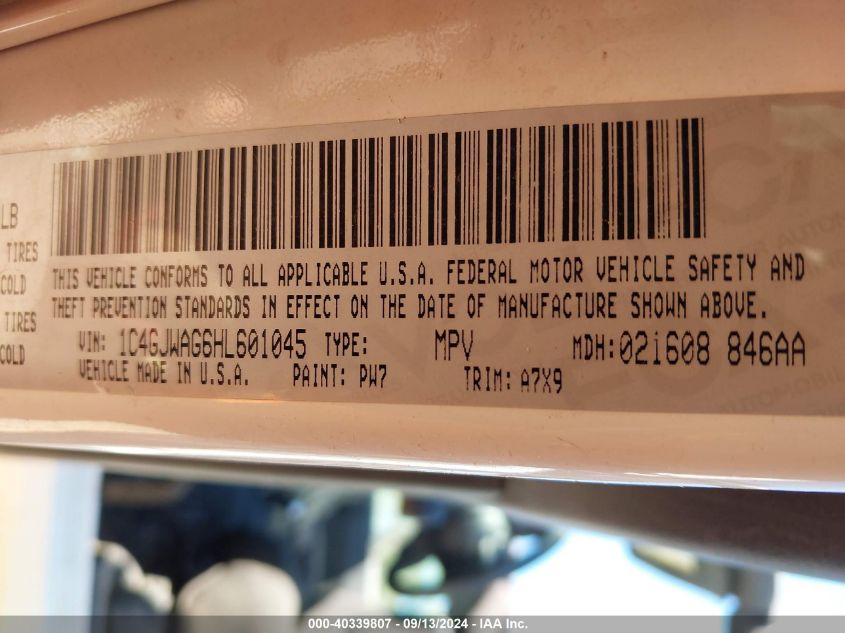 LB
TIRES
COLD
TIRES
COLD
THIS VEHICLE CONFORMS TO ALL APPLICABLE U.S.A. FEDERAL MOTOR VEHICLE SAFETY AND
THEFT PREVENTION STANDARDS IN EFFECT ON THE DATE OF MANUFACTURE SHOWN ABOVE.
VIN: 1C4GJWAG6HL601045 TYPE: MPV MDH:02i608 846AA
VEHICLE MADE IN U.S.A. PAINT: PW7 TRIM: A7X9
000-40339807 - 09/13/2024 - IAA Inc.